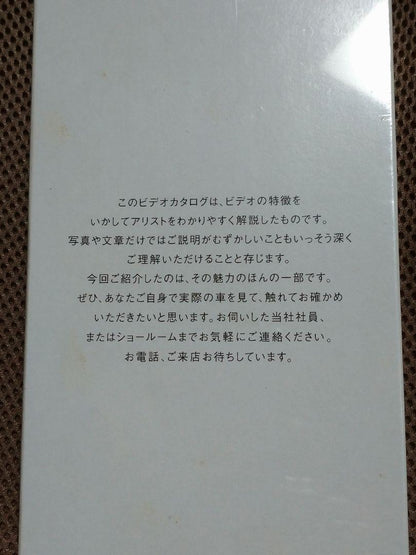 このビデオカタログは、ビデオの特徴を
いかしてアリストをわかりやすく解説したものです。
写真や文章だけではご説明がむずかしいこともいっそう深く
ご理解いただけることと存じます。
今回ご紹介したのは、その魅力のほんの一部です。
ぜひ、あなたご自身で実際の車を見て、触れてお確かめ
いただきたいと思います。お伺いした当社社員、
またはショールームまでお気軽にご連絡ください。
お電話、ご来店お待ちしています。